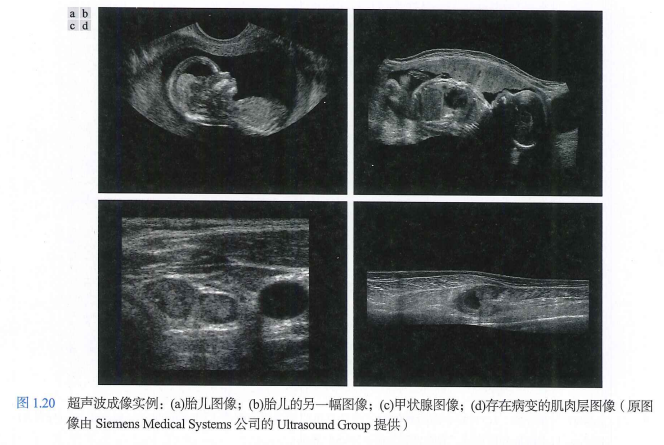 a b
c d
图 1.20 超声波成像实例：(a)胎儿图像；(b)胎儿的另一幅图像；(c)甲状腺图像；(d)存在病变的肌肉层图像（原图
像由 Siemens Medical Systems 公司的 Ultrasound Group 提供）